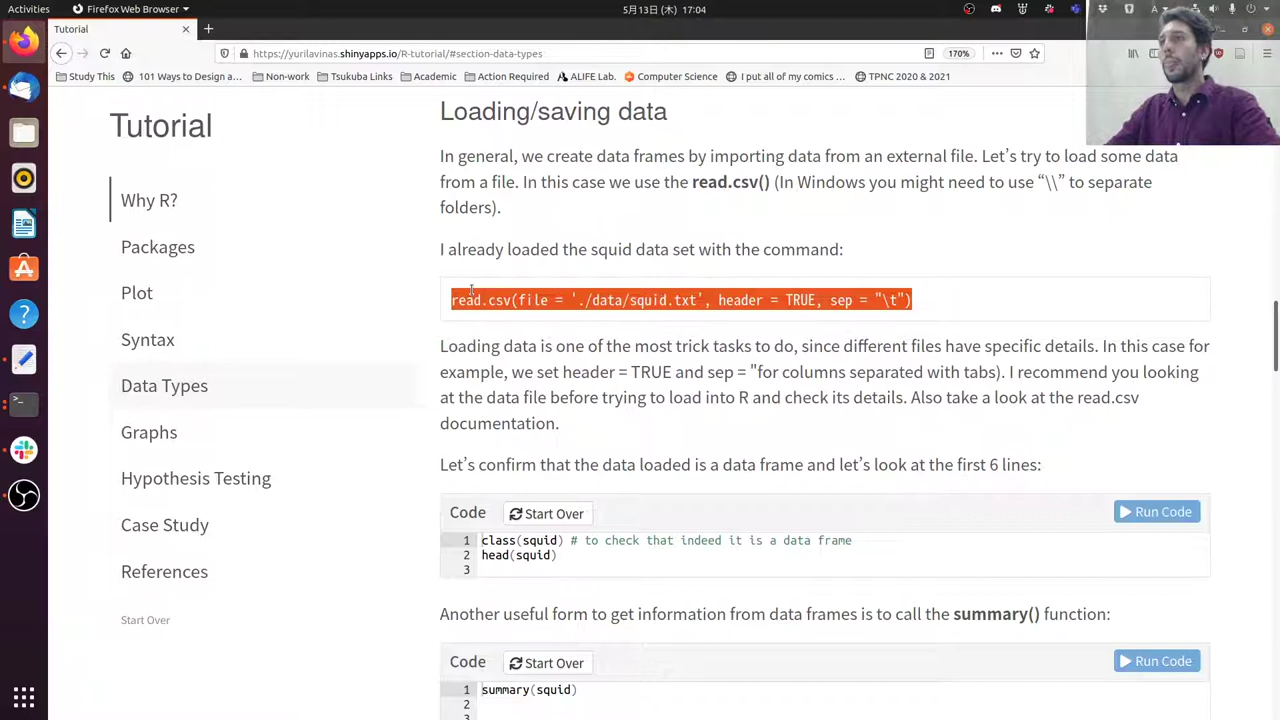 Activities
Firefox Web Browser
5月13日 (木) 17:04
Tutorial
https://yurilavinas.shinyapps.io/R-tutorial/#section-data-types
170%
Study This
101 Ways to Design a...
Non-work
Tsukuba Links
Academic
Action Required
ALIFE Lab.
Computer Science
I put all of my comics ...
TPNC 2020 & 2021
Tutorial
Why R?
Packages
Plot
Syntax
Data Types
Graphs
Hypothesis Testing
Case Study
References
Start Over
Loading/saving data
In general, we create data frames by importing data from an external file. Let's try to load some data
from a file. In this case we use the read.csv() (In Windows you might need to use “\\” to separate
folders).
I already loaded the squid data set with the command:
read.csv(file = './data/squid.txt', header = TRUE, sep = "\t")
Loading data is one of the most trick tasks to do, since different files have specific details. In this case for
example, we set header = TRUE and sep = "for columns separated with tabs). I recommend you looking
at the data file before trying to load into R and check its details. Also take a look at the read.csv
documentation.
Let's confirm that the data loaded is a data frame and let's look at the first 6 lines:
Code
Start Over
Run Code
1 class(squid) # to check that indeed it is a data frame
2 head(squid)
3
Another useful form to get information from data frames is to call the summary() function:
Code
Start Over
Run Code
1 summary(squid)
2
3